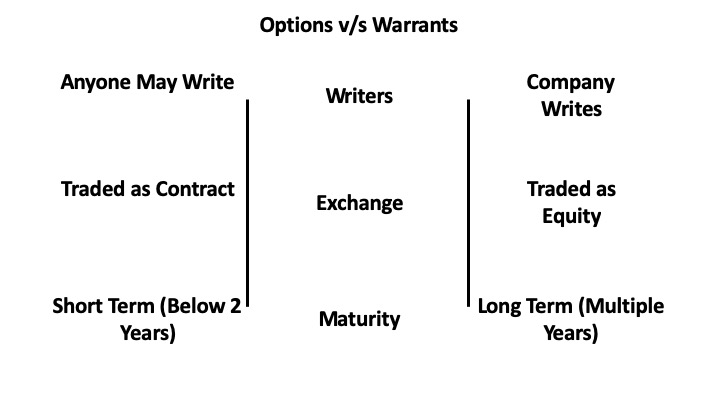 Options v/s Warrants
Anyone May Write
Writers
Company
Writes
Traded as Contract
Exchange
Traded as
Equity
Short Term (Below 2
Years)
Maturity
Long Term (Multiple
Years)